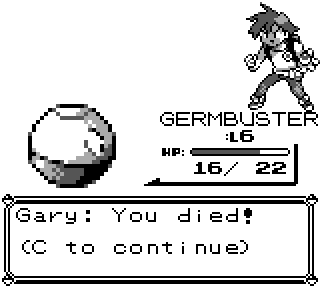 GERMBUSTER
:L6
HP:
16/ 22
Gary: You died!
(C to continue)